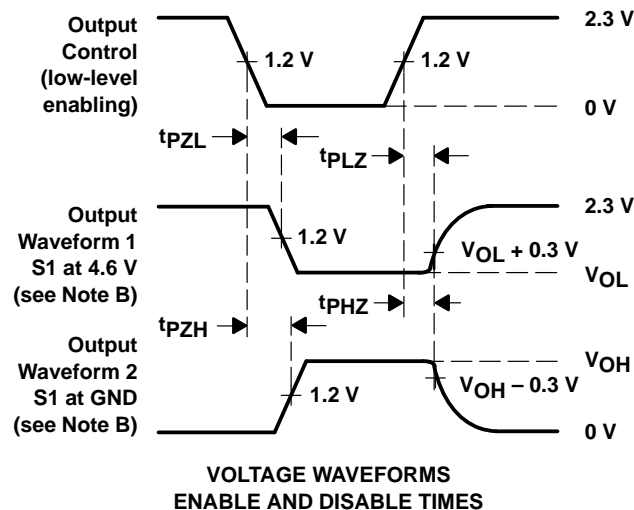 Output
Control
(low-level
enabling)
1.2 V
1.2 V
2.3 V
0 V
tPZL
tPLZ
Output
Waveform 1
S1 at 4.6 V
(see Note B)
1.2 V
2.3 V
VOL + 0.3 V
VOL
tPZH
tPHZ
Output
Waveform 2
S1 at GND
(see Note B)
1.2 V
VOH
VOH – 0.3 V
0 V
VOLTAGE WAVEFORMS
ENABLE AND DISABLE TIMES